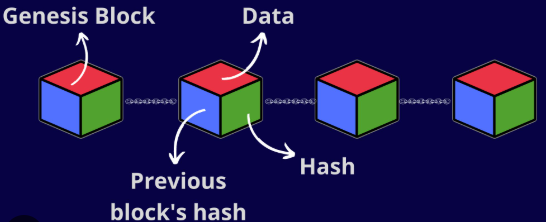 Genesis Block
Data
Hash
Previous
block's hash